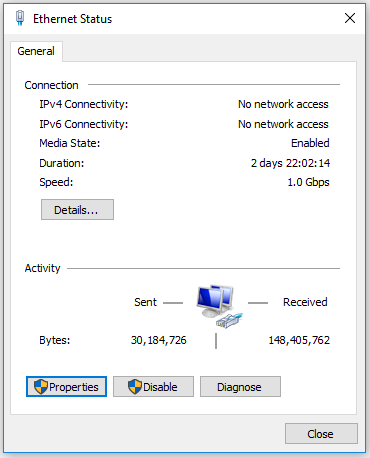 Ethernet Status
General
Connection
IPv4 Connectivity: No network access
IPv6 Connectivity: No network access
Media State: Enabled
Duration: 2 days 22:02:14
Speed: 1.0 Gbps
Details...
Activity
Sent Received
Bytes: 30,184,726 148,405,762
Properties Disable Diagnose
Close